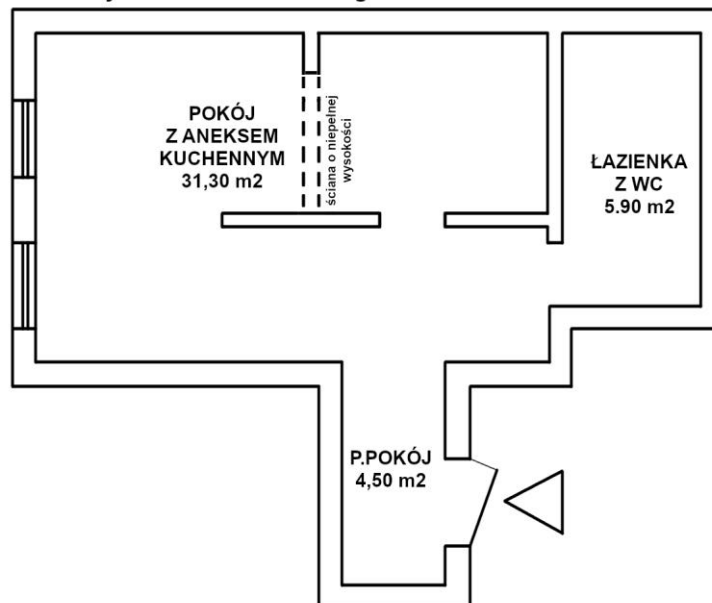 POKÓJ
Z ANEKSEM
KUCHENNYM
31,30 m2
ściana o niepełnej
wysokości
ŁAZIENKA
Z WC
5.90 m2
P.POKÓJ
4,50 m2